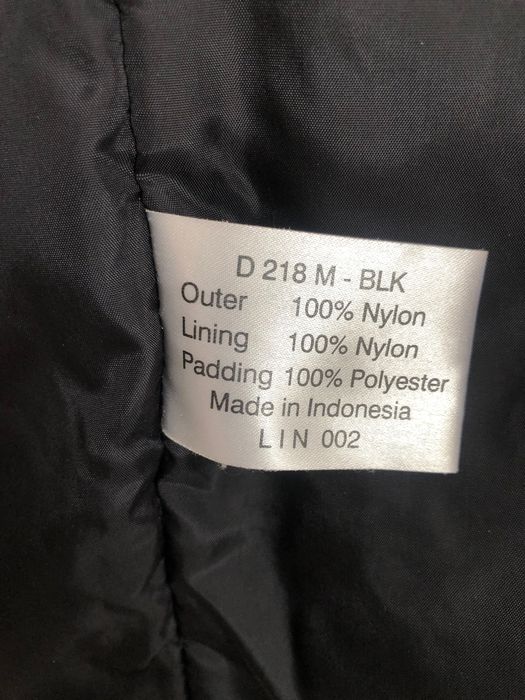 D 218 M - BLK
Outer 100% Nylon
Lining 100% Nylon
Padding 100% Polyester
Made in Indonesia
L I N 002